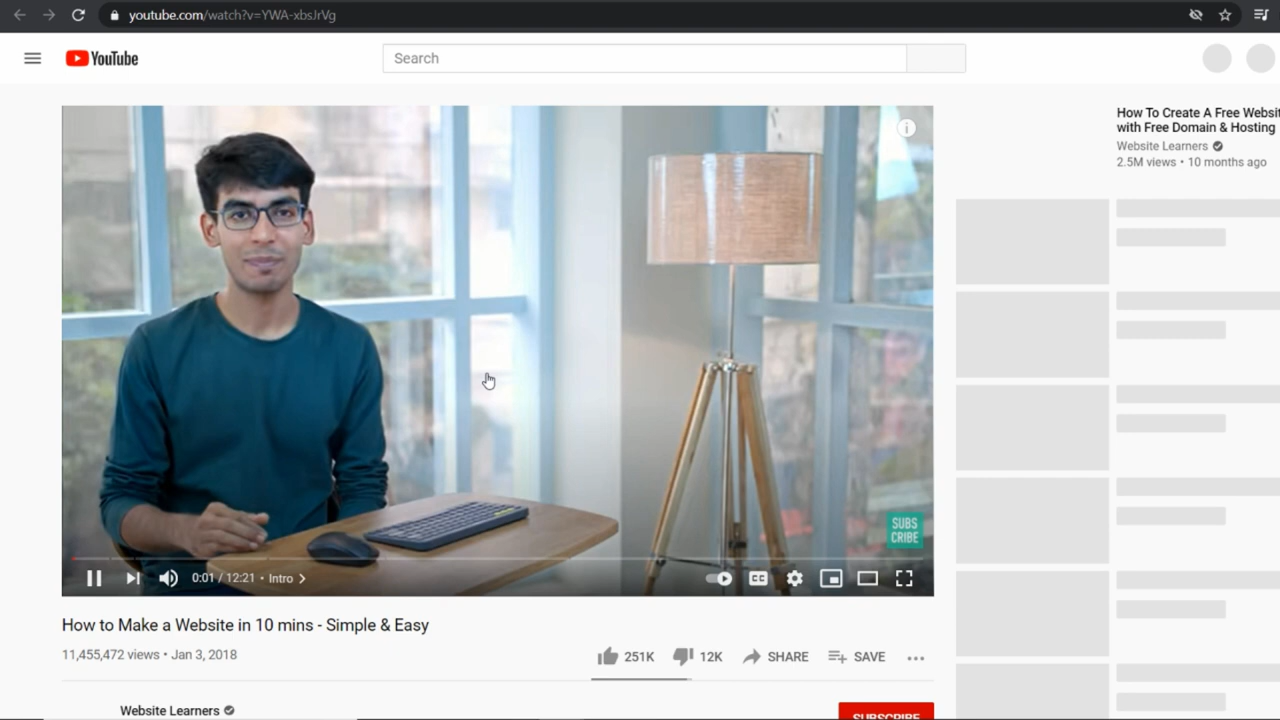 youtube.com/watch?v=YWA-xbsJrVg
YouTube
Search
i
SUBS
CRIBE
0:01 / 12:21 • Intro
CC
How to Make a Website in 10 mins - Simple & Easy
11,455,472 views • Jan 3, 2018
251K
12K
SHARE
SAVE
Website Learners
SUBSCRIBE
How To Create A Free Websit
with Free Domain & Hosting
Website Learners
2.5M views • 10 months ago